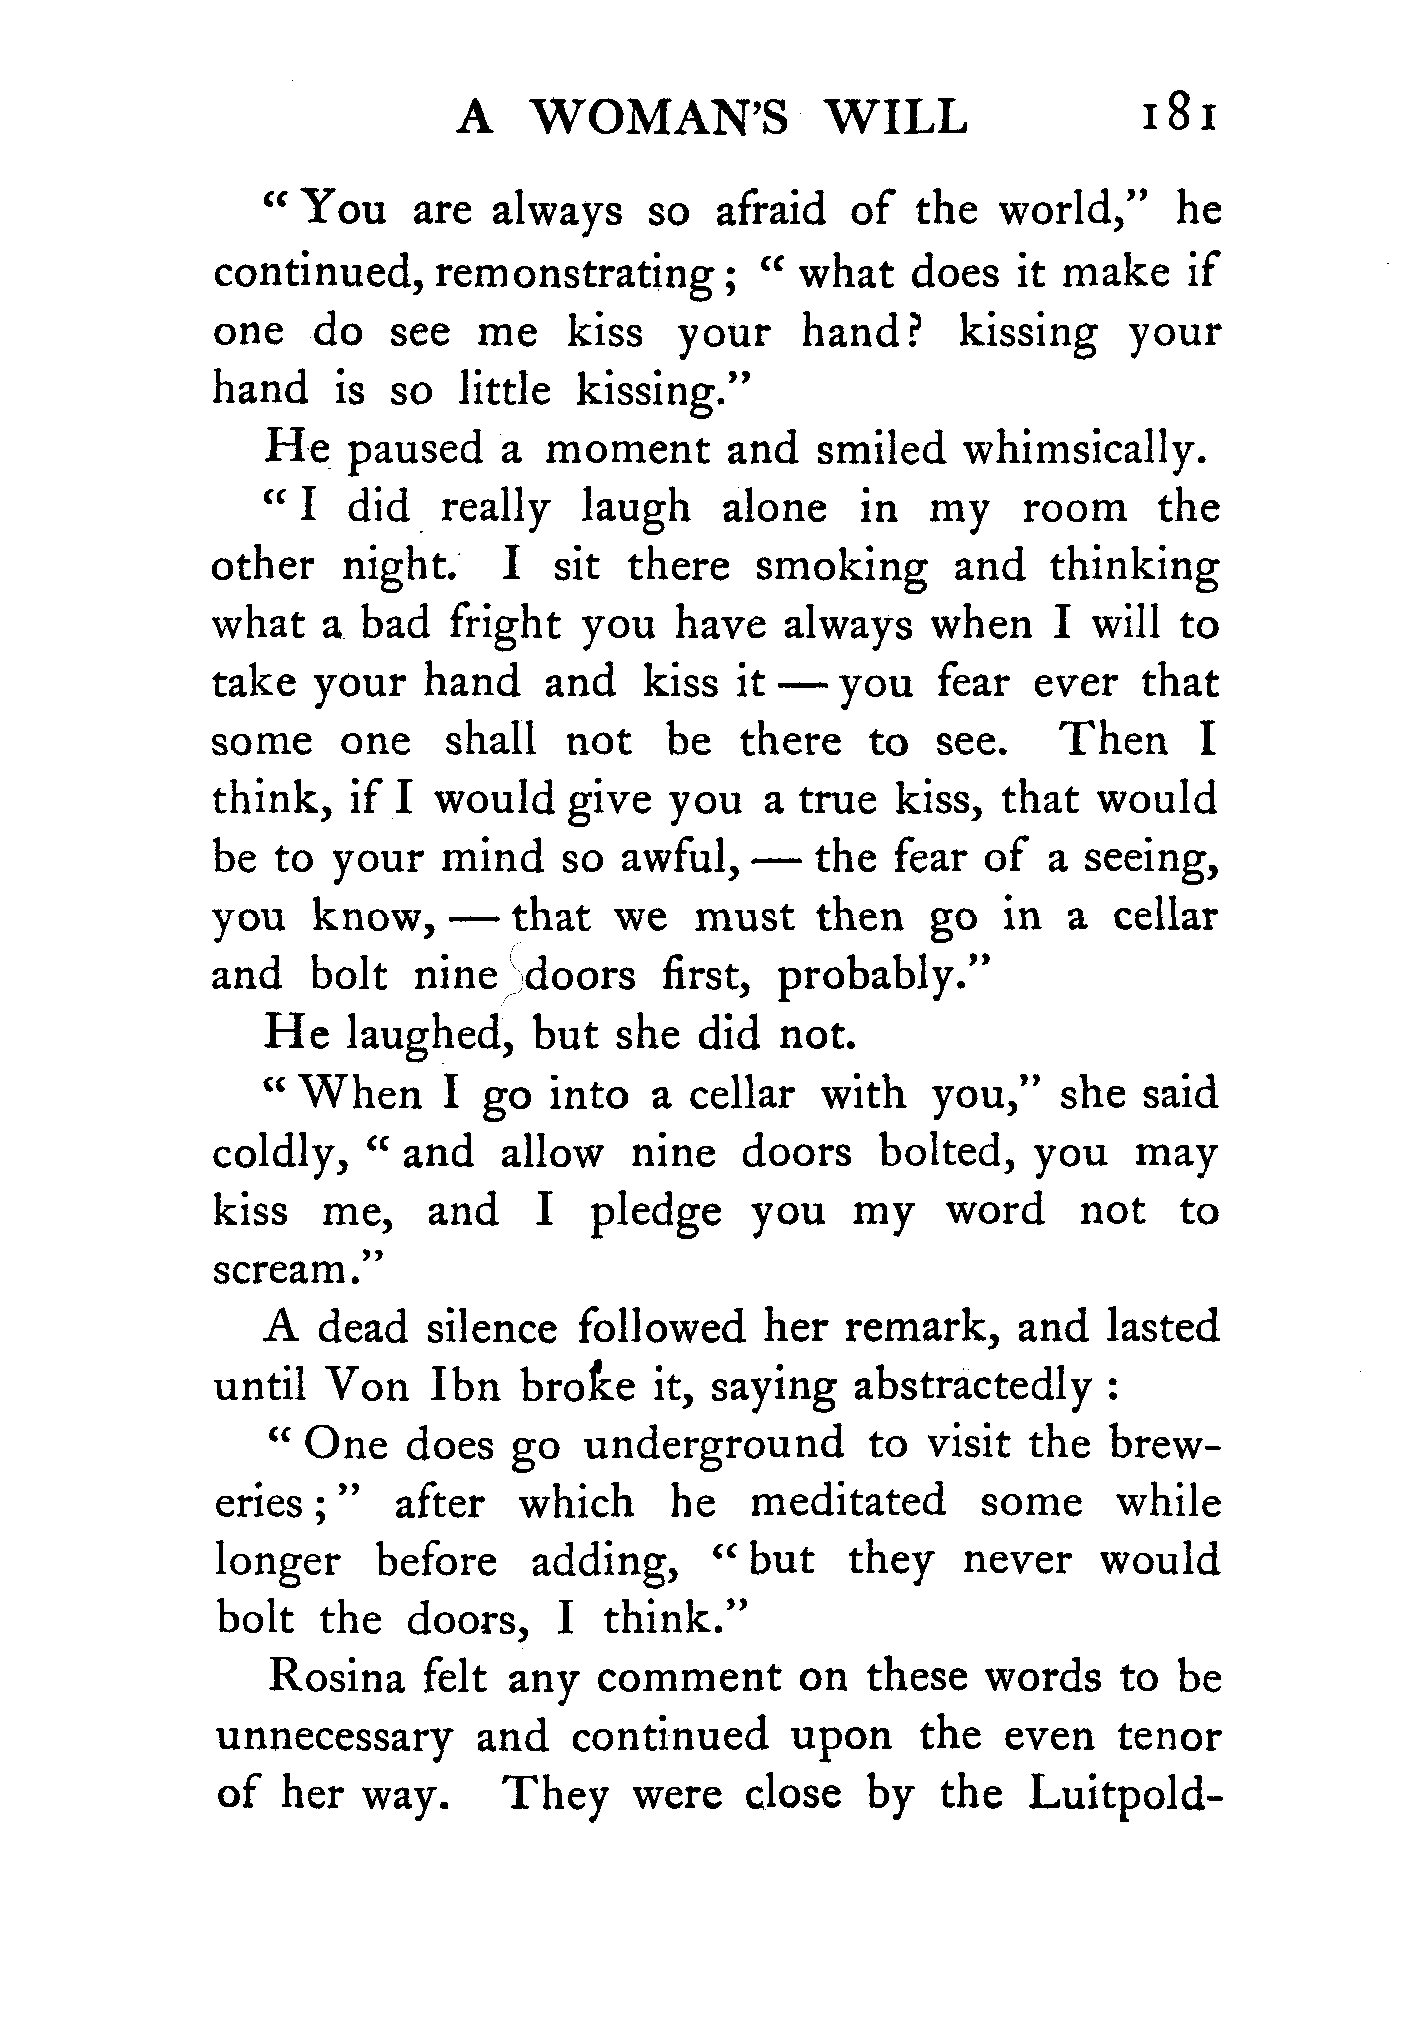 A WOMAN'S WILL 181
“ You are always so afraid of the world,” he
continued, remonstrating ; “ what does it make if
one do see me kiss your hand? kissing your
hand is so little kissing.”
He paused a moment and smiled whimsically.
“ I did really laugh alone in my room the
other night. I sit there smoking and thinking
what a bad fright you have always when I will to
take your hand and kiss it — you fear ever that
some one shall not be there to see. Then I
think, if I would give you a true kiss, that would
be to your mind so awful, — the fear of a seeing,
you know, — that we must then go in a cellar
and bolt nine doors first, probably.”
He laughed, but she did not.
“ When I go into a cellar with you,” she said
coldly, “ and allow nine doors bolted, you may
kiss me, and I pledge you my word not to
scream.”
A dead silence followed her remark, and lasted
until Von Ibn broke it, saying abstractedly :
“ One does go underground to visit the brew-
eries ; ” after which he meditated some while
longer before adding, “ but they never would
bolt the doors, I think.”
Rosina felt any comment on these words to be
unnecessary and continued upon the even tenor
of her way. They were close by the Luitpold-